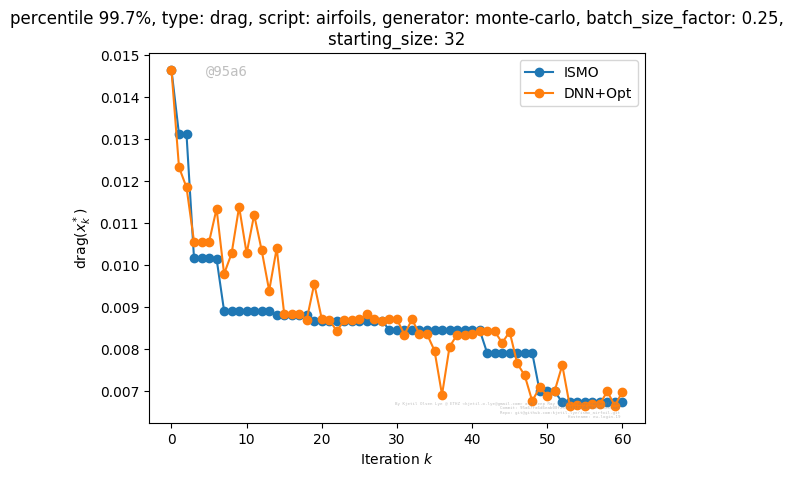 percentile 99.7%, type: drag, script: airfoils, generator: monte-carlo, batch_size_factor: 0.25,
starting_size: 32
@95a6
ISMO
DNN+Opt
0.015
0.014
0.013
0.012
0.011
0.010
0.009
0.008
0.007
drag(x*k)
0 10 20 30 40 50 60
Iteration k